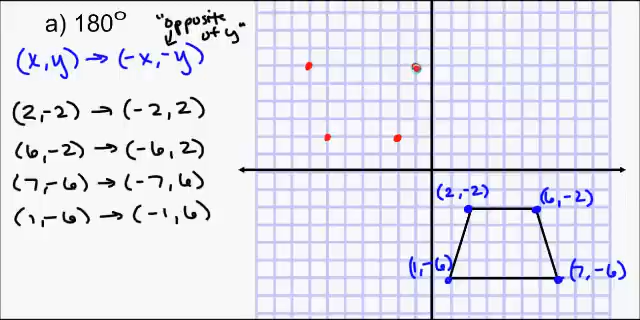 a) 180°
"opposite of y"
(x,y) → (-x,-y)
(2,-2) → (-2,2)
(6,-2) → (-6,2)
(7,-6) → (-7,6)
(1,-6) → (-1,6)
(2,-2)
(6,-2)
(1,-6)
(7,-6)